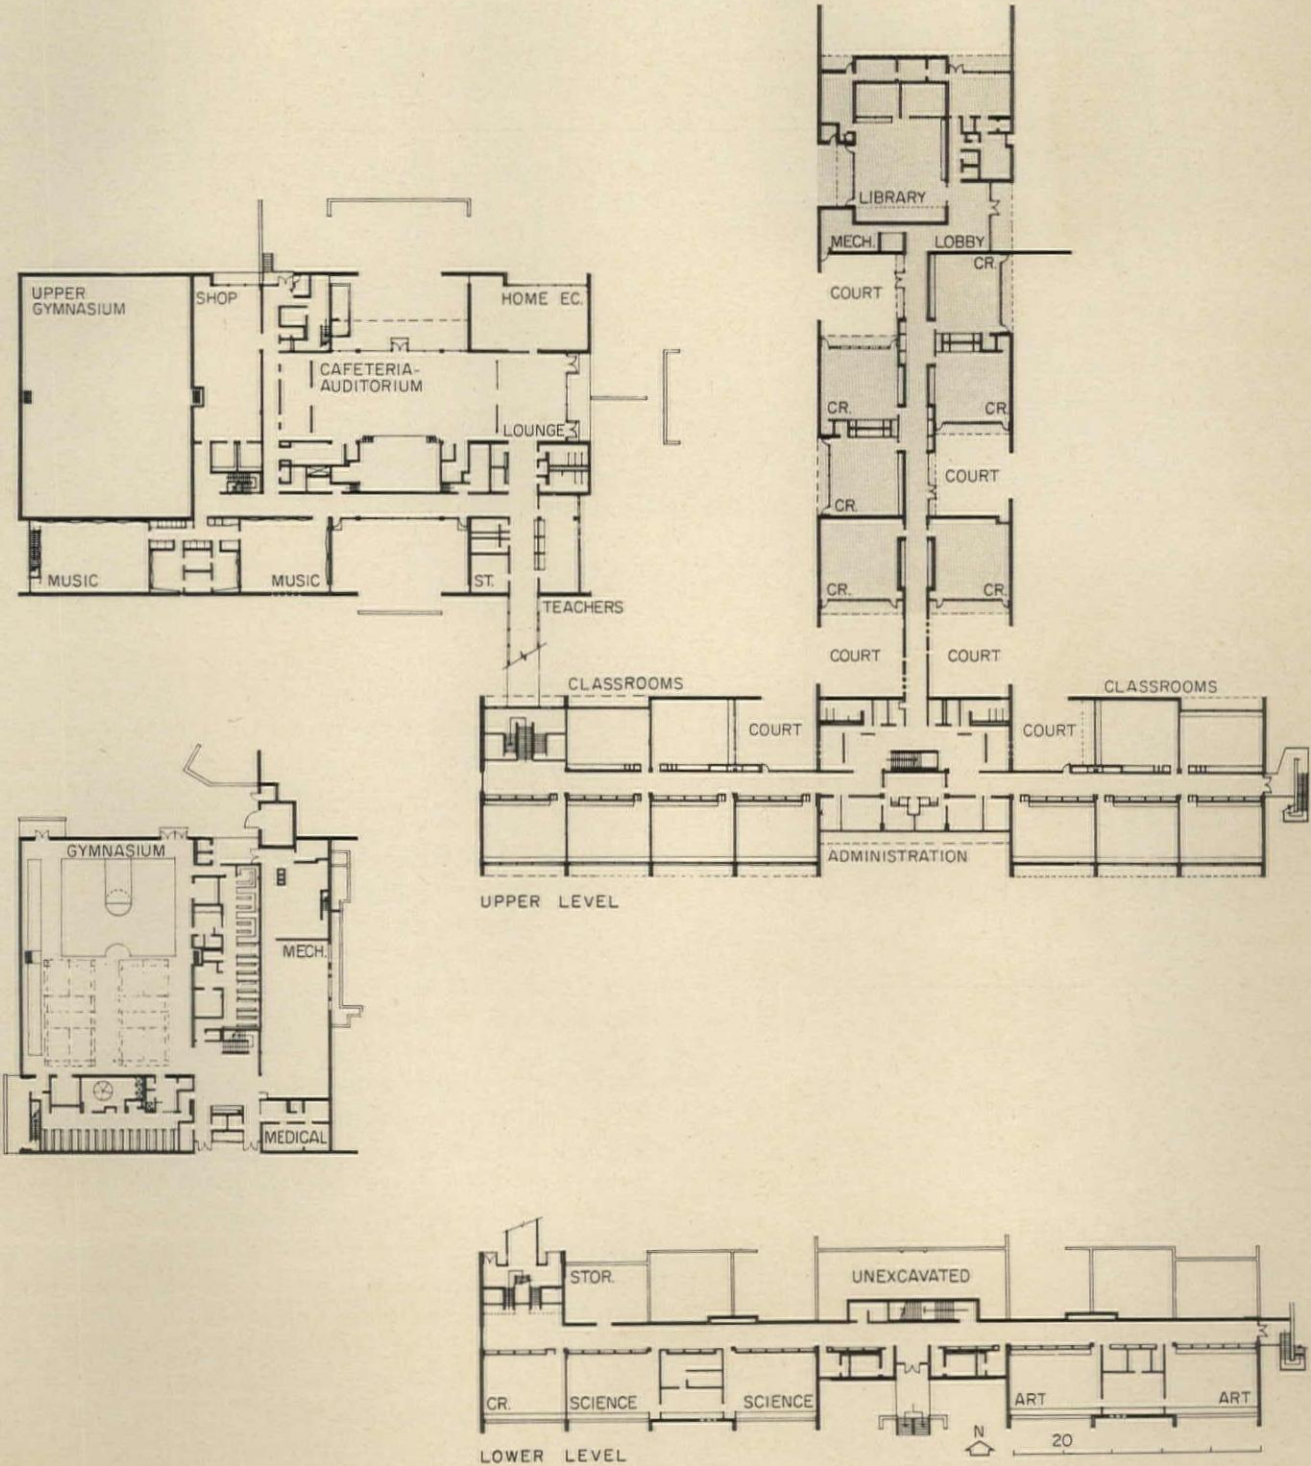 LIBRARY
MECH.
LOBBY
CR.
COURT
UPPER
GYMNASIUM
SHOP
HOME EC.
CAFETERIA-
AUDITORIUM
CR.
CR.
LOUNGE
COURT
CR.
MUSIC
MUSIC
ST.
CR.
CR.
TEACHERS
COURT
COURT
CLASSROOMS
CLASSROOMS
COURT
COURT
GYMNASIUM
ADMINISTRATION
UPPER LEVEL
MECH.
MEDICAL
STOR.
UNEXCAVATED
CR.
SCIENCE
SCIENCE
ART
ART
N
20
LOWER LEVEL